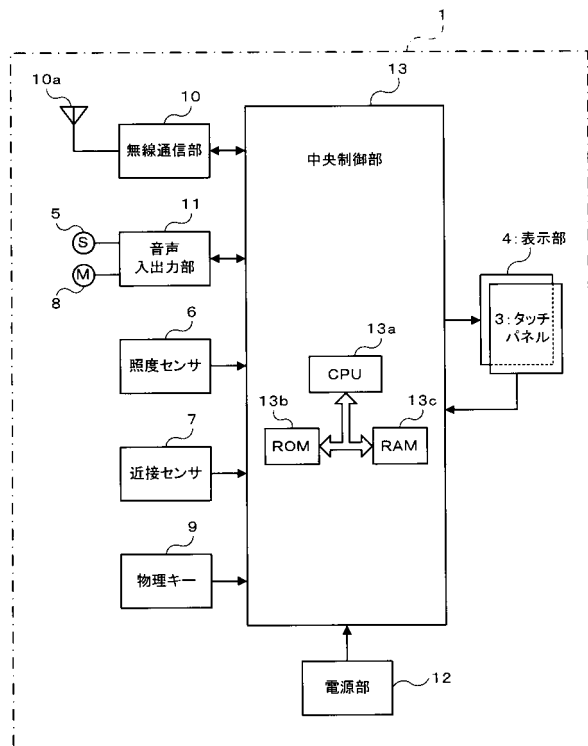 1
10a
10
13
無線通信部
中央制御部
5
11
S
音声
入出力部
M
8
4:表示部
3:タッチ
パネル
6
照度センサ
13a
CPU
13b
13c
ROM
RAM
7
近接センサ
9
物理キー
電源部
12